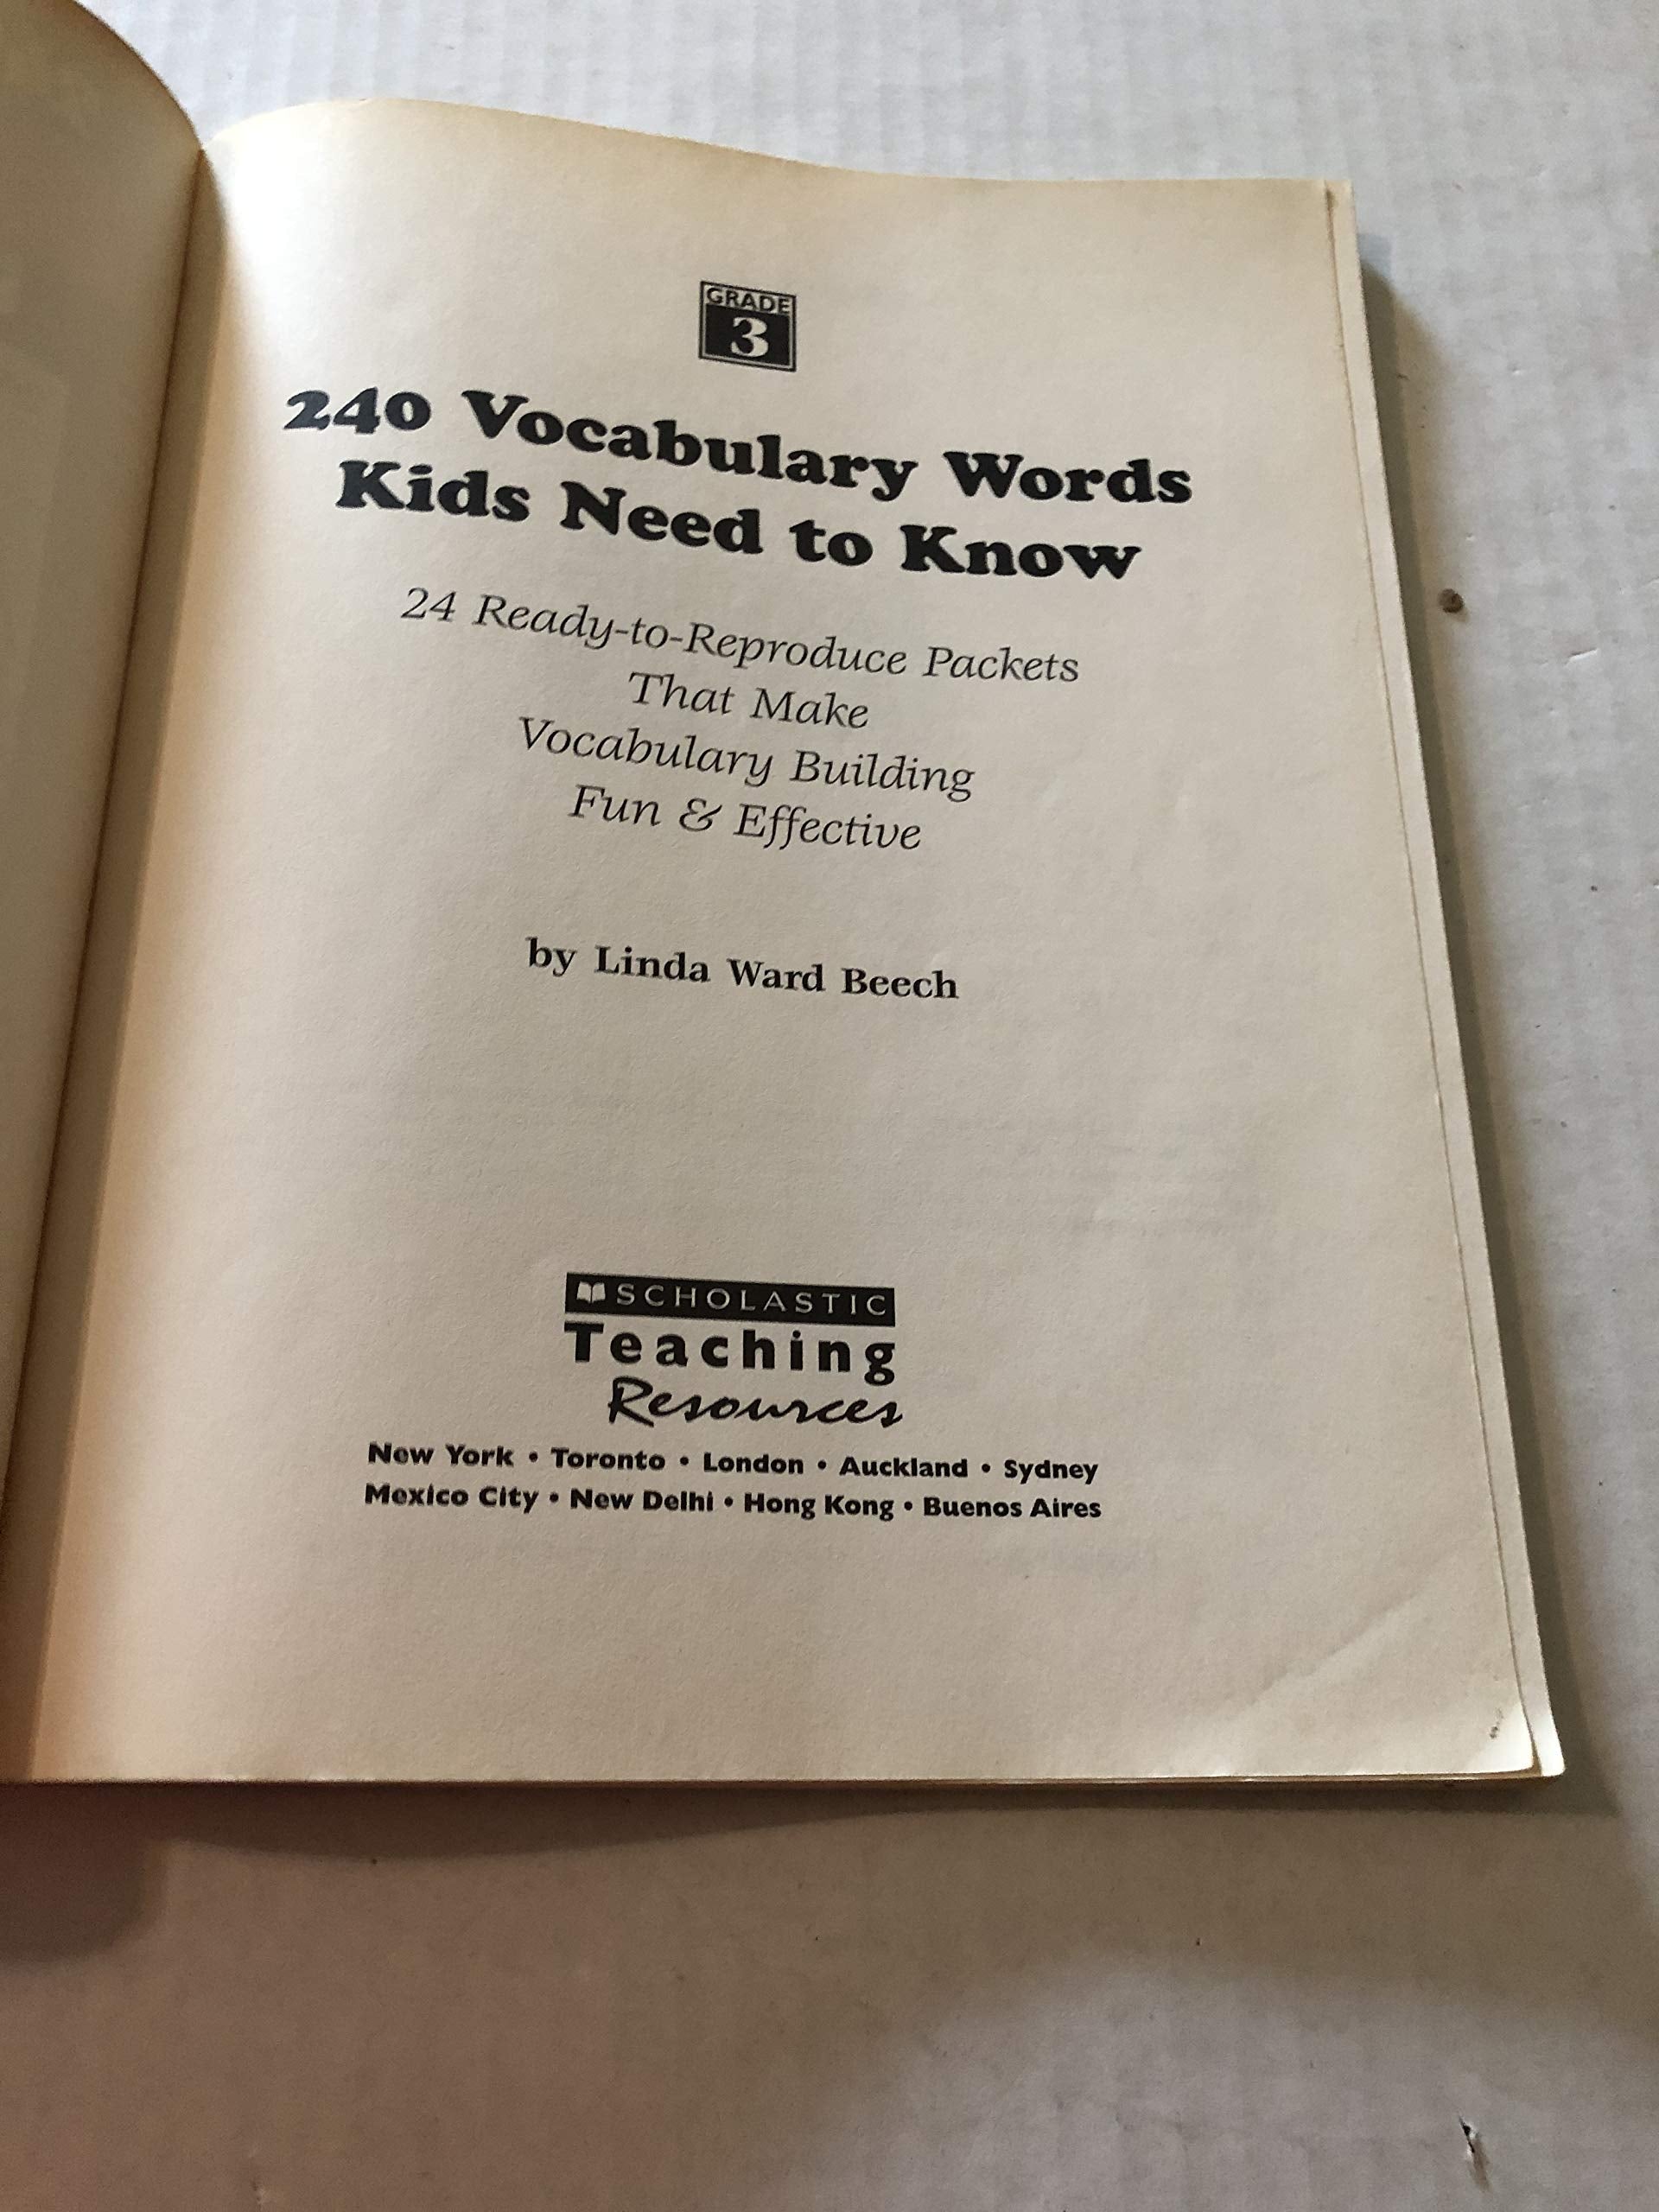 GRADE
3
240 Vocabulary Words
Kids Need to Know
24 Ready-to-Reproduce Packets
That Make
Vocabulary Building
Fun & Effective
by Linda Ward Beech
SCHOLASTIC
Teaching
Resources
New York • Toronto • London • Auckland • Sydney
Mexico City • New Delhi • Hong Kong • Buenos Aires